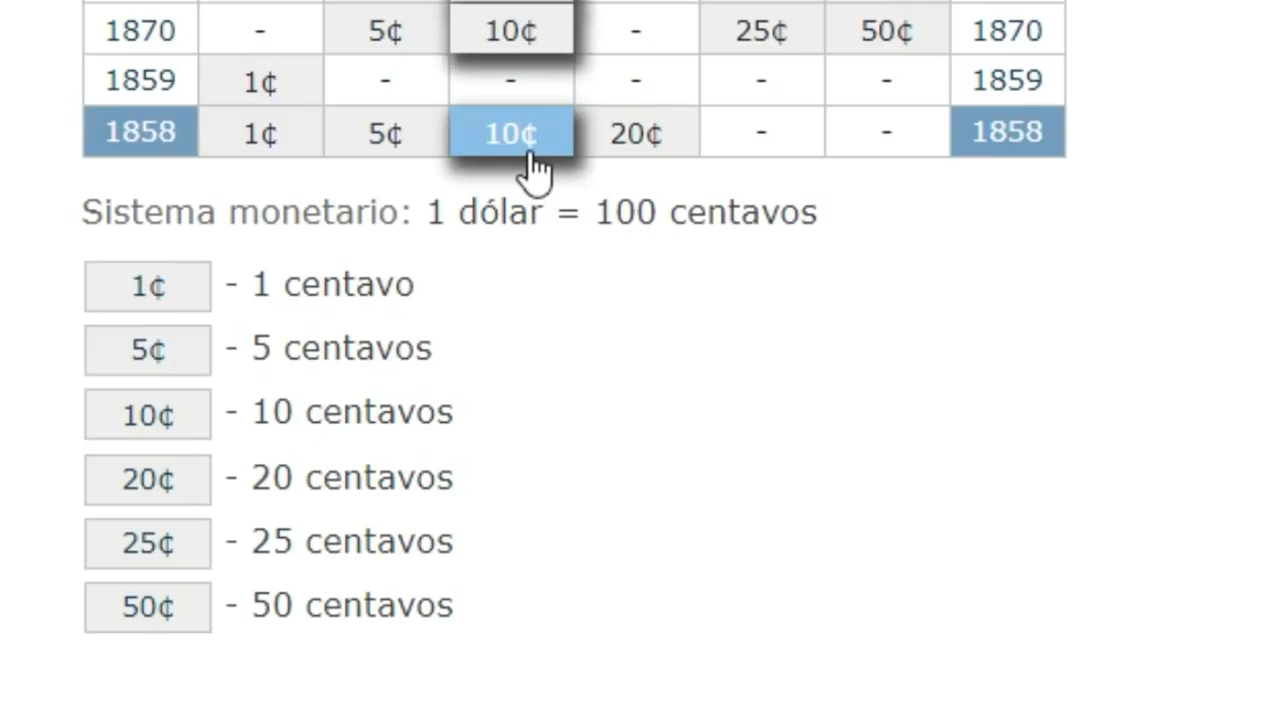 1870 - 5¢ 10¢ - 25¢ 50¢ 1870
1859 1¢ - - - - - 1859
1858 1¢ 5¢ 10¢ 20¢ - - 1858
Sistema monetario: 1 dólar = 100 centavos
1¢ - 1 centavo
5¢ - 5 centavos
10¢ - 10 centavos
20¢ - 20 centavos
25¢ - 25 centavos
50¢ - 50 centavos